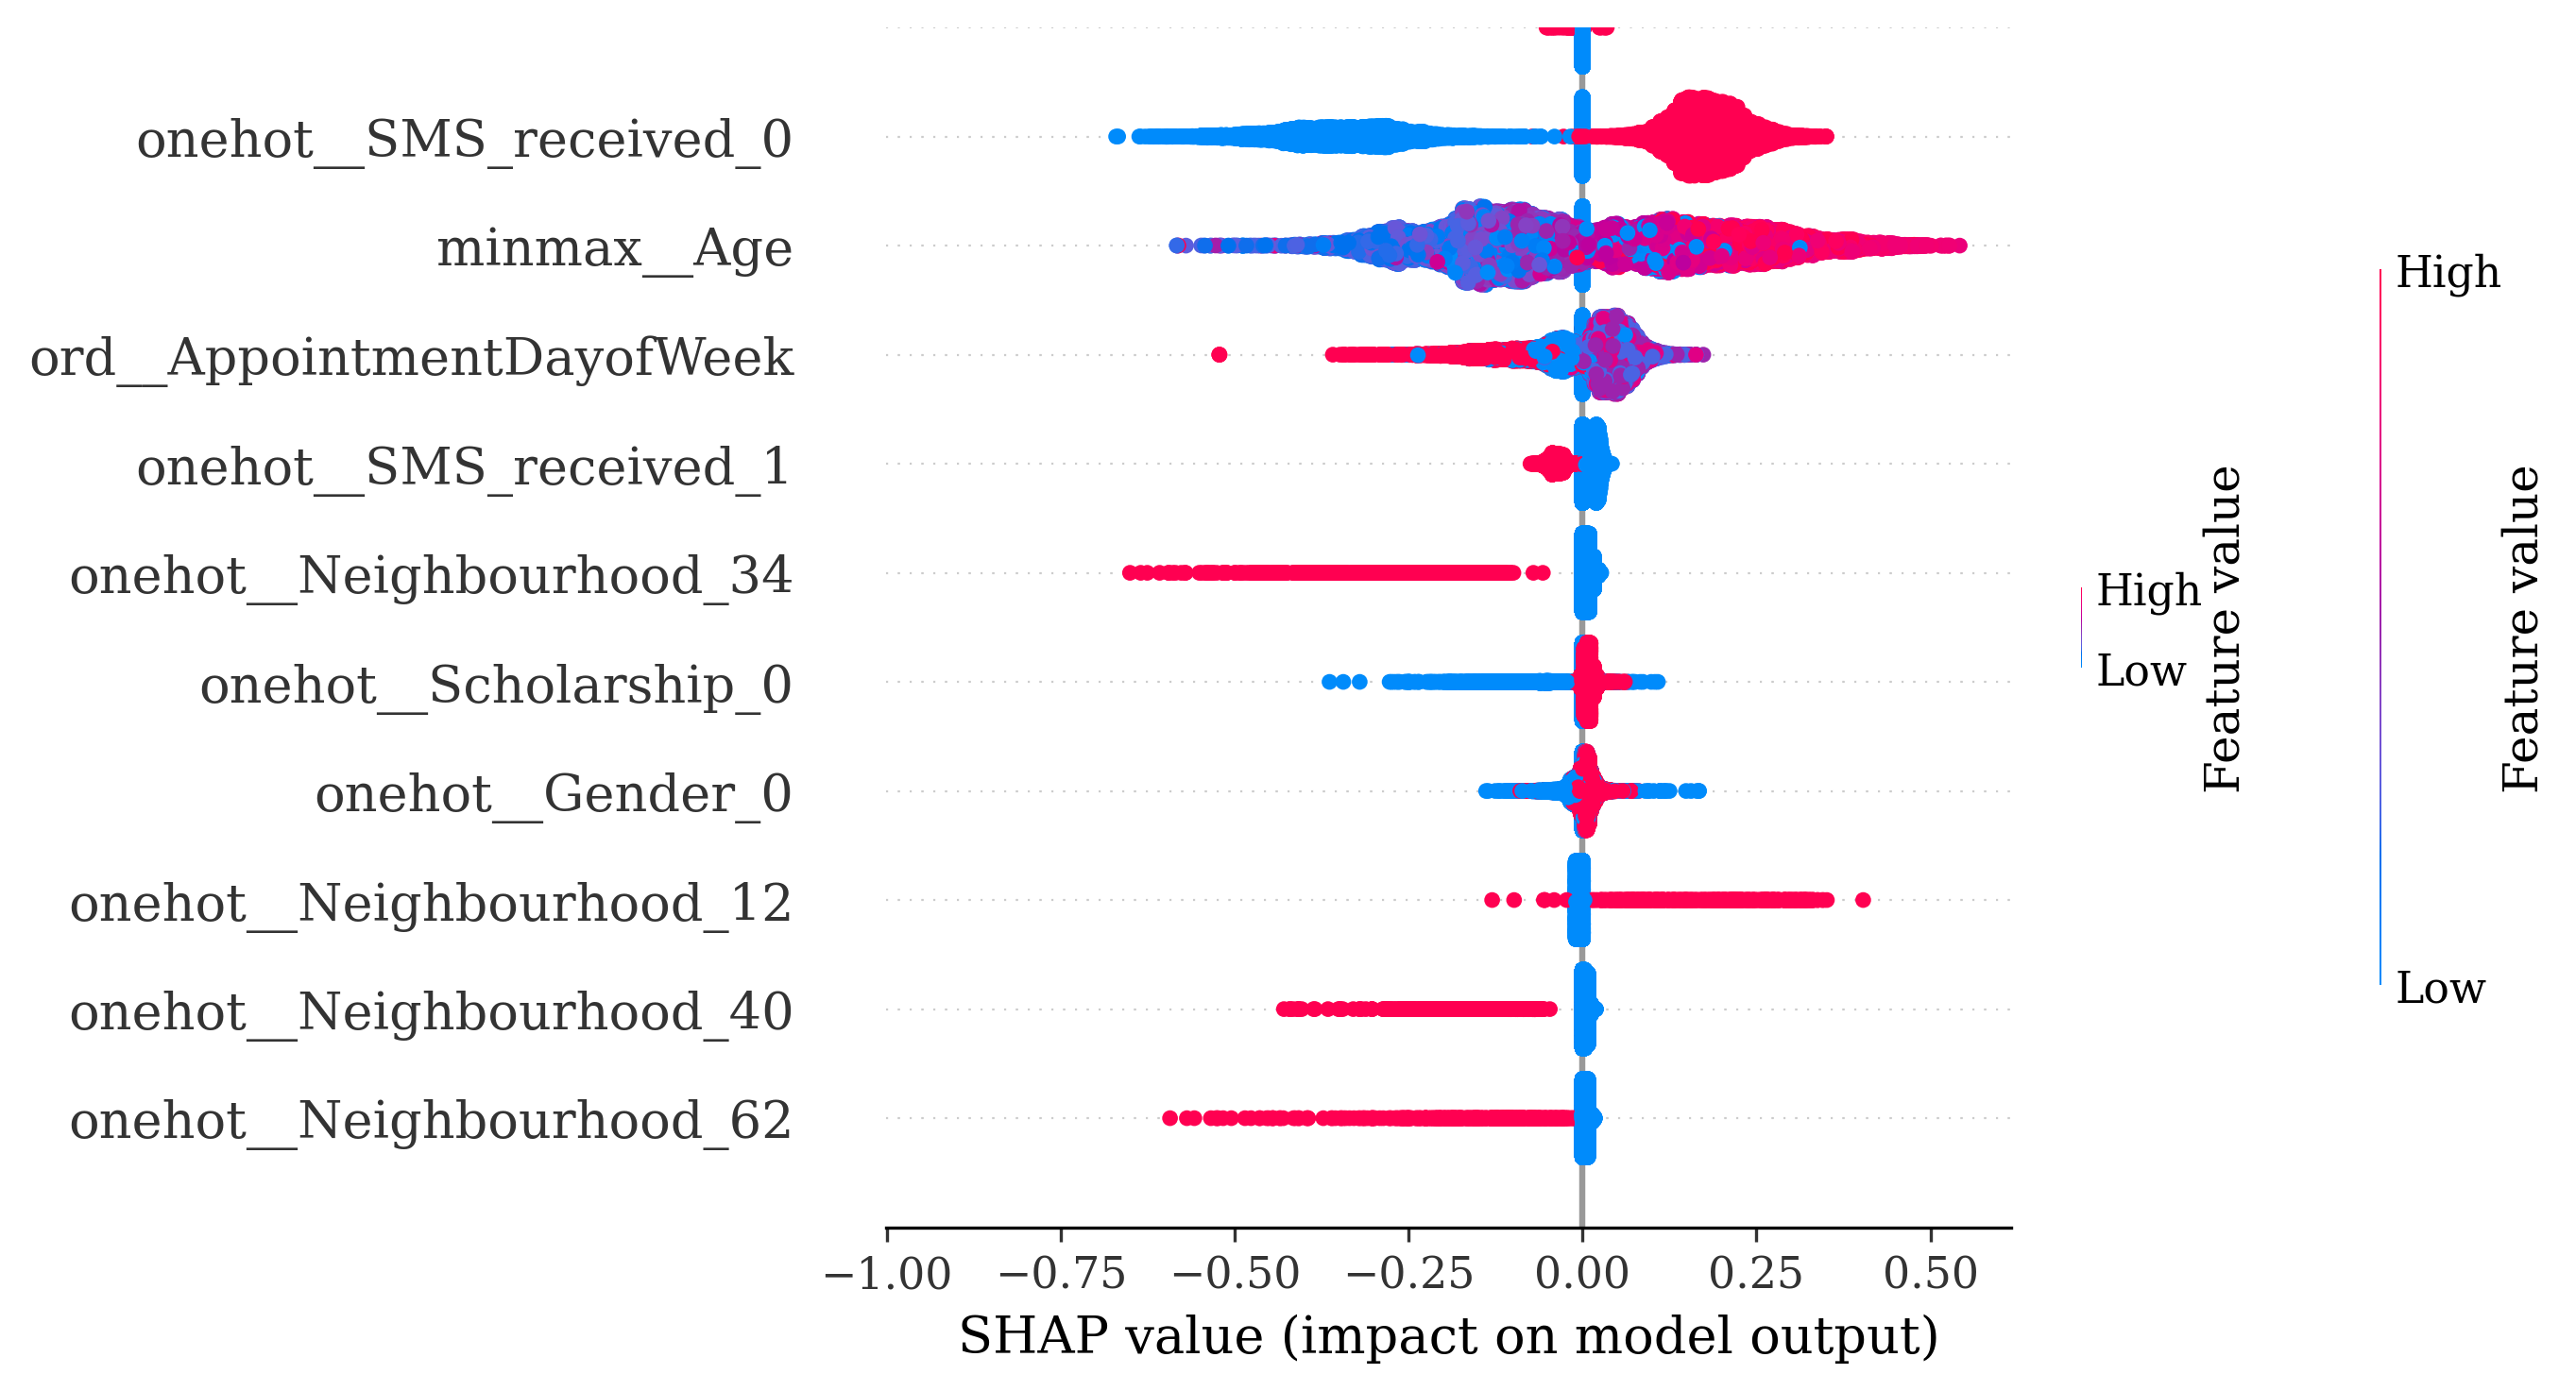 onehot__SMS_received_0
minmax__Age
ord__AppointmentDayofWeek
onehot__SMS_received_1
onehot__Neighbourhood_34
onehot__Scholarship_0
onehot__Gender_0
onehot__Neighbourhood_12
onehot__Neighbourhood_40
onehot__Neighbourhood_62
−1.00 −0.75 −0.50 −0.25 0.00 0.25 0.50
SHAP value (impact on model output)
High
Low
Feature value
High
Low
Feature value